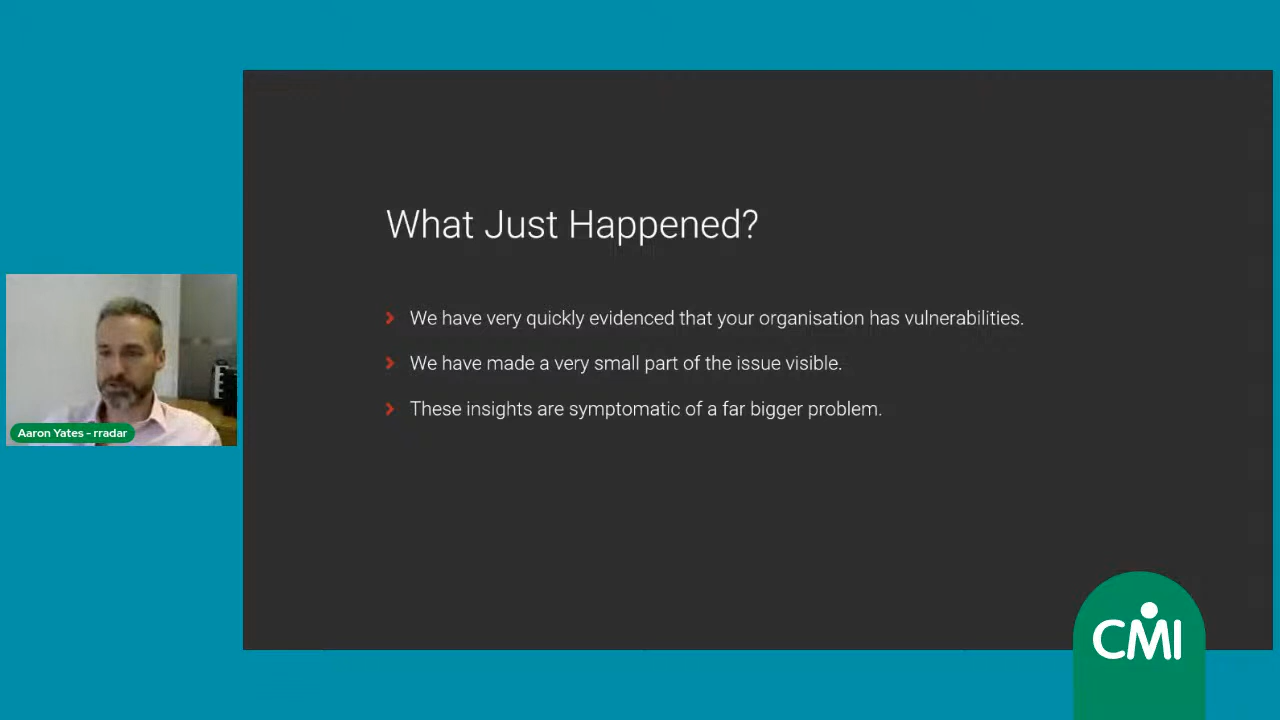 What Just Happened?
We have very quickly evidenced that your organisation has vulnerabilities.
We have made a very small part of the issue visible.
These insights are symptomatic of a far bigger problem.
Aaron Yates - rradar
CMI